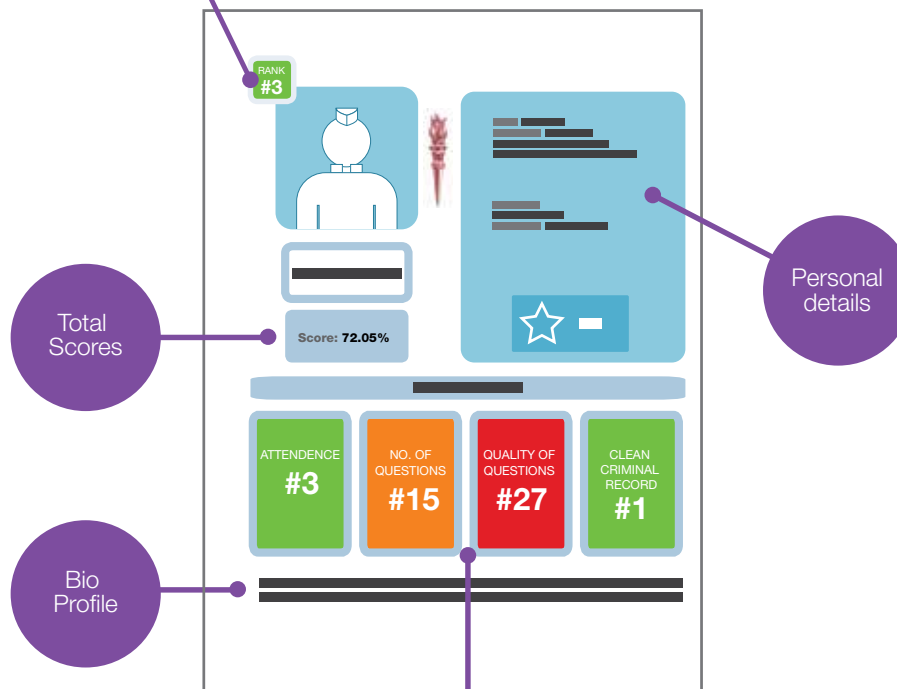 RANK
#3
Personal
details
Total
Scores
Score: 72.05%
ATTENDENCE
#3
NO. OF
QUESTIONS
#15
QUALITY OF
QUESTIONS
#27
CLEAN
CRIMINAL
RECORD
#1
Bio
Profile